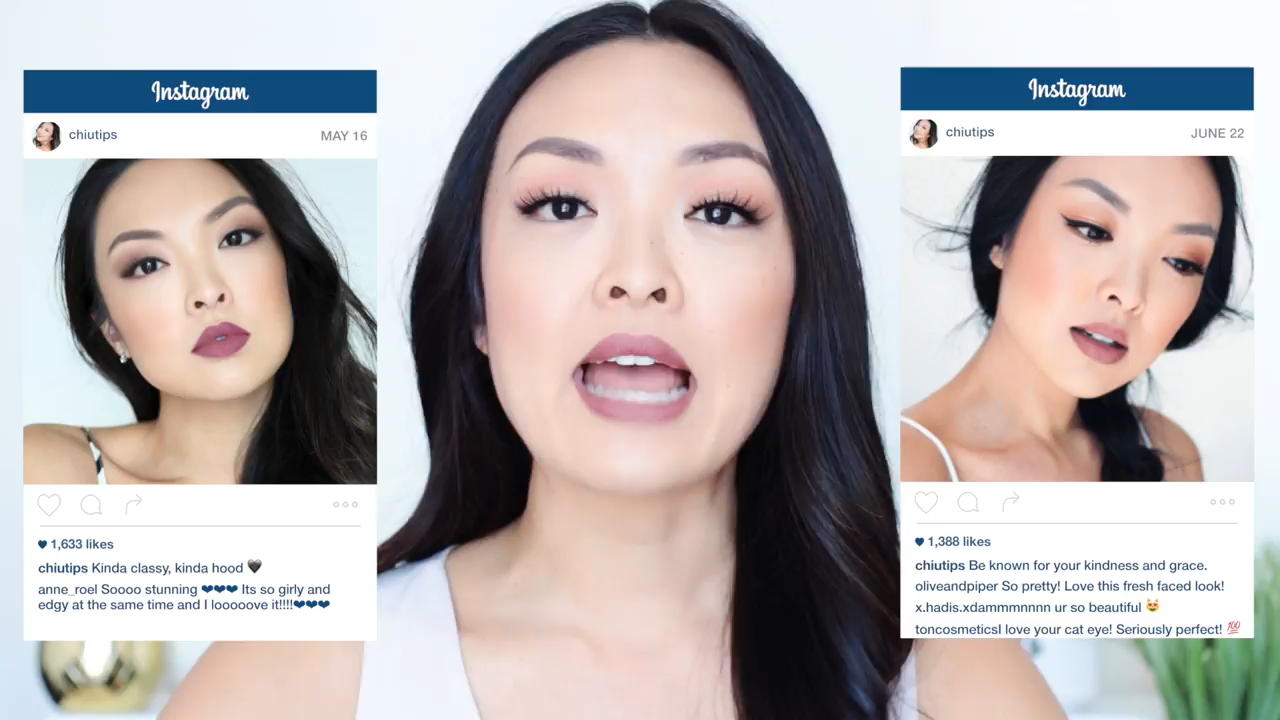 Instagram
chiutips MAY 16
1,633 likes
chiutips Kinda classy, kinda hood 🖤
anne_roel Soooo stunning ❤❤❤ Its so girly and
edgy at the same time and I looooove it!!!!❤❤❤
Instagram
chiutips JUNE 22
1,388 likes
chiutips Be known for your kindness and grace.
oliveandpiper So pretty! Love this fresh faced look!
x.hadis.xdammmnnnn ur so beautiful 😻
toncosmeticsI love your cat eye! Seriously perfect! 💯